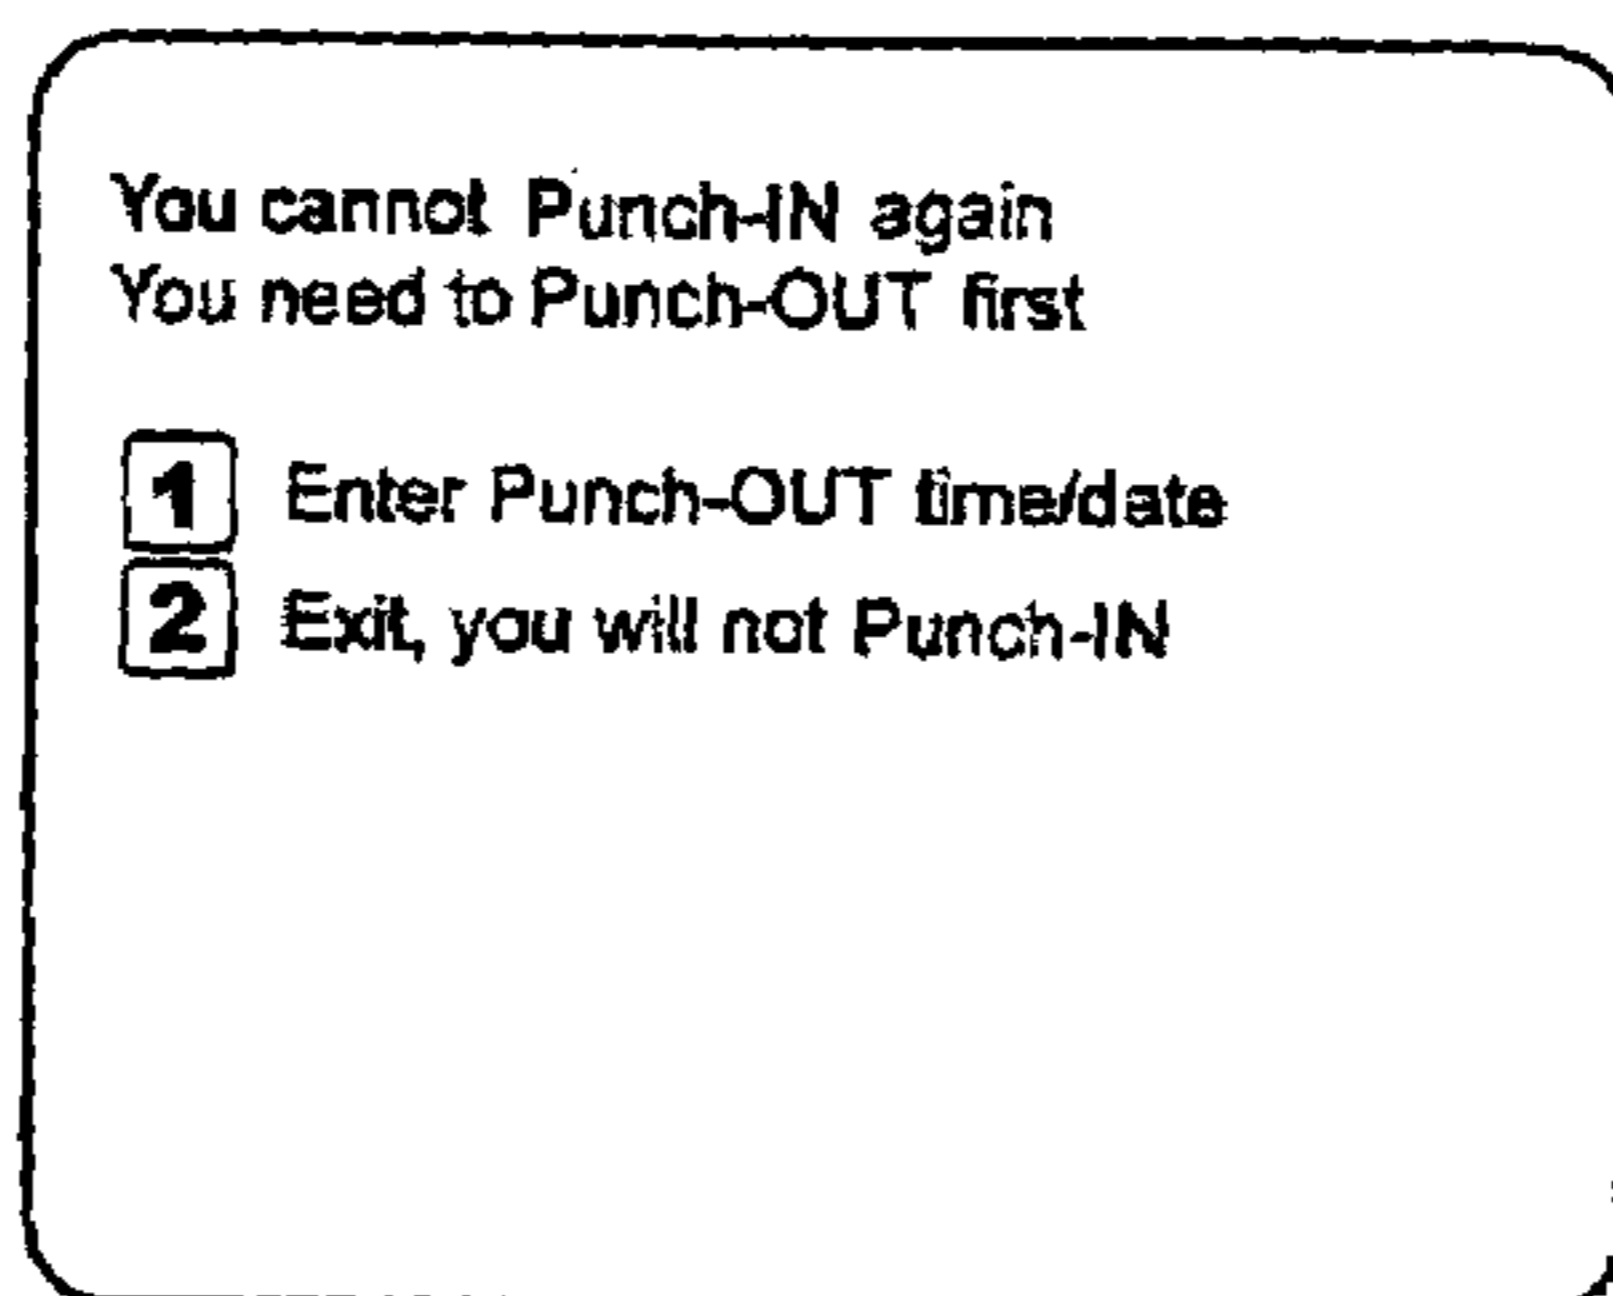 You cannot Punch-IN again
You need to Punch-OUT first
1 Enter Punch-OUT time/date
2 Exit, you will not Punch-IN